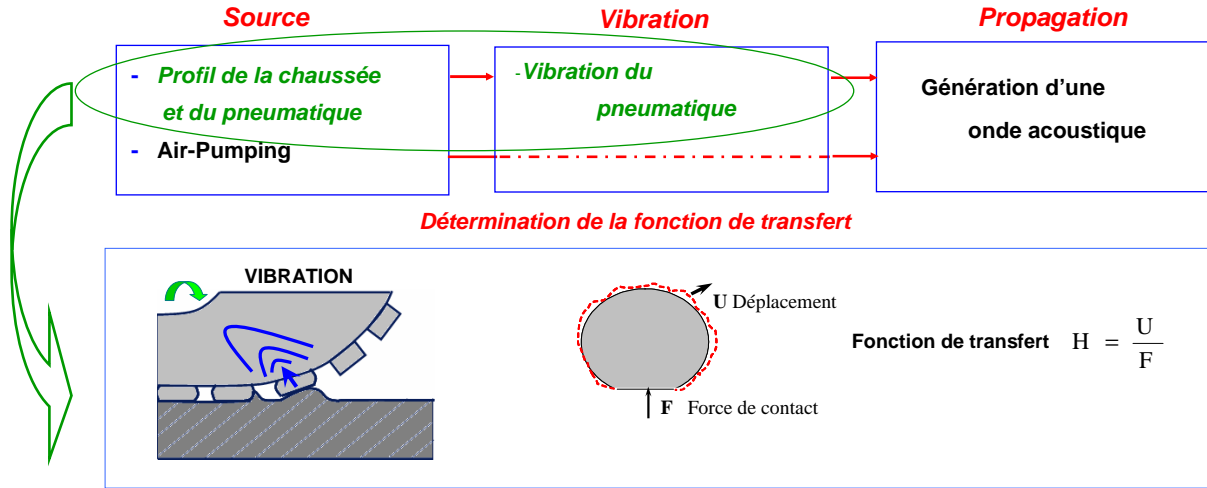 Source
Vibration
Propagation
- Profil de la chaussée
et du pneumatique
- Air-Pumping
-Vibration du
pneumatique
Génération d'une
onde acoustique
Détermination de la fonction de transfert
VIBRATION
U Déplacement
F Force de contact
Fonction de transfert H = U
F